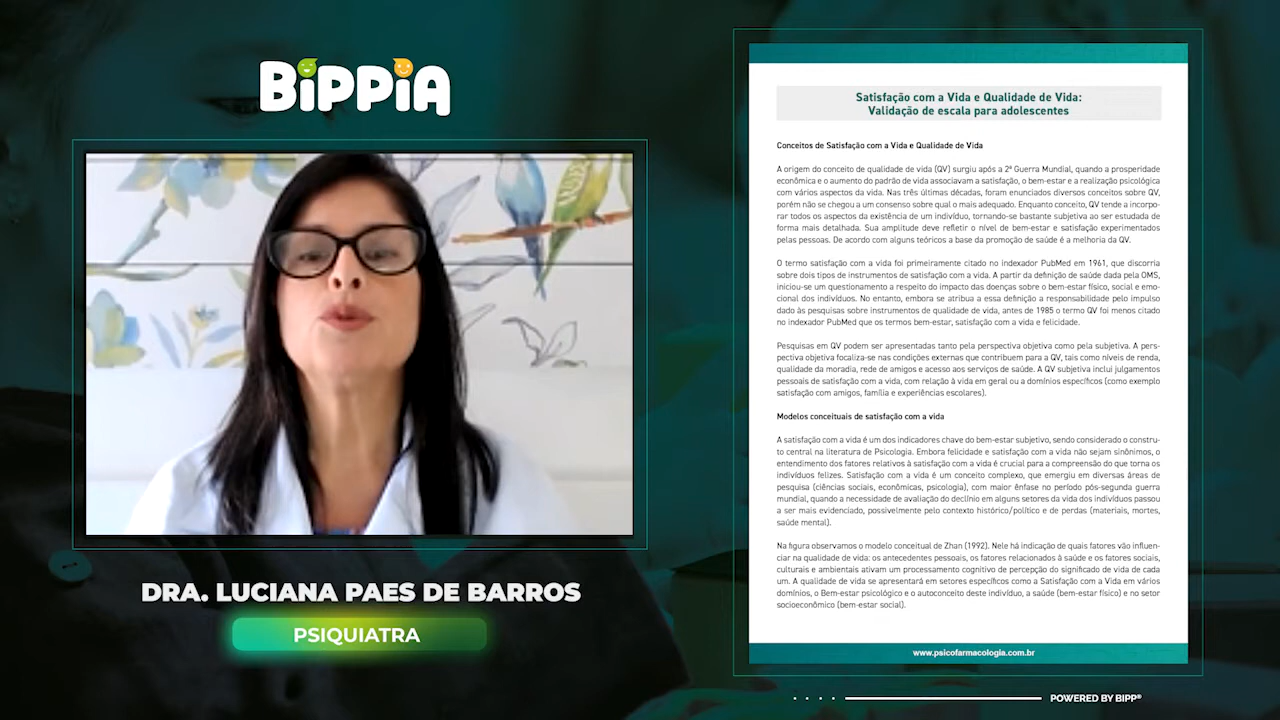 BiPPiA
DRA. LUCIANA PAES DE BARROS
PSIQUIATRA
Satisfação com a Vida e Qualidade de Vida:
Validação de escala para adolescentes
Conceitos de Satisfação com a Vida e Qualidade de Vida
A origem do conceito de qualidade de vida (QV) surgiu após a 2ª Guerra Mundial, quando a prosperidade
econômica e o aumento do padrão de vida associavam a satisfação, o bem-estar e a realização psicológica
com vários aspectos da vida. Nas três últimas décadas, foram enunciados diversos conceitos sobre QV,
porém não se chegou a um consenso sobre qual o mais adequado. Enquanto conceito, QV tende a incorpo-
rar todos os aspectos da existência de um indivíduo, tornando-se bastante subjetiva ao ser estudada de
forma mais detalhada. Sua amplitude deve refletir o nível de bem-estar e satisfação experimentados
pelas pessoas. De acordo com alguns teóricos a base da promoção de saúde é a melhoria da QV.
O termo satisfação com a vida foi primeiramente citado no indexador PubMed em 1961, que discorria
sobre dois tipos de instrumentos de satisfação com a vida. A partir da definição de saúde dada pela OMS,
iniciou-se um questionamento a respeito do impacto das doenças sobre o bem-estar físico, social e emo-
cional dos indivíduos. No entanto, embora se atribua a essa definição a responsabilidade pelo impulso
dado às pesquisas sobre instrumentos de qualidade de vida, antes de 1985 o termo QV foi menos citado
no indexador PubMed que os termos bem-estar, satisfação com a vida e felicidade.
Pesquisas em QV podem ser apresentadas tanto pela perspectiva objetiva como pela subjetiva. A pers-
pectiva objetiva focaliza-se nas condições externas que contribuem para a QV, tais como níveis de renda,
qualidade da moradia, rede de amigos e acesso aos serviços de saúde. A QV subjetiva inclui julgamentos
pessoais de satisfação com a vida, com relação à vida em geral ou a domínios específicos (como exemplo
satisfação com amigos, família e experiências escolares).
Modelos conceituais de satisfação com a vida
A satisfação com a vida é um dos indicadores chave do bem-estar subjetivo, sendo considerado o constru-
to central na literatura de Psicologia. Embora felicidade e satisfação com a vida não sejam sinônimos, o
entendimento dos fatores relativos à satisfação com a vida é crucial para a compreensão do que torna os
indivíduos felizes. Satisfação com a vida é um conceito complexo, que emergiu em diversas áreas de
pesquisa (ciências sociais, econômicas, psicologia), com maior ênfase no período pós-segunda guerra
mundial, quando a necessidade de avaliação do declínio em alguns setores da vida dos indivíduos passou
a ser mais evidenciado, possivelmente pelo contexto histórico/político e de perdas (materiais, mortes,
saúde mental).
Na figura observamos o modelo conceitual de Zhan (1992). Nele há indicação de quais fatores vão influen-
ciar na qualidade de vida: os antecedentes pessoais, os fatores relacionados à saúde e os fatores sociais,
culturais e ambientais ativam um processamento cognitivo de percepção do significado de vida de cada
um. A qualidade de vida se apresentará em setores específicos como a Satisfação com a Vida em vários
domínios, o Bem-estar psicológico e o autoconceito deste indivíduo, a saúde (bem-estar físico) e no setor
socioeconômico (bem-estar social).
www.psicofarmacologia.com.br
POWERED BY BIPP®